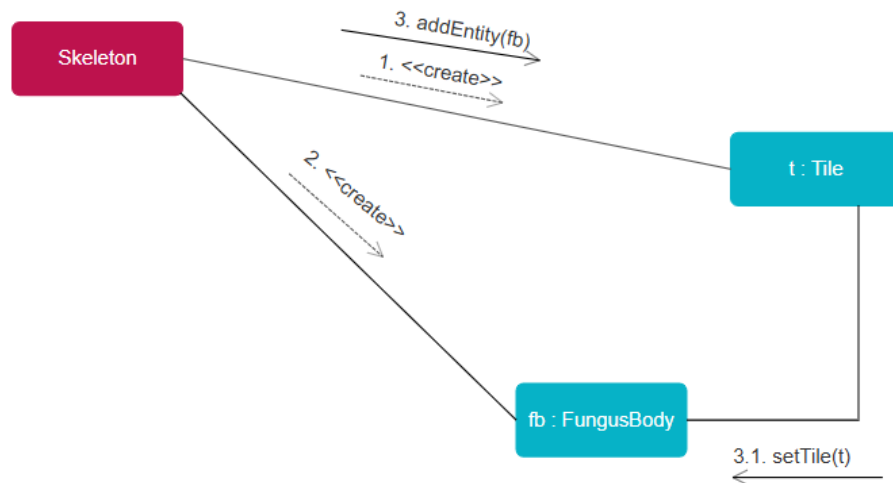 3. addEntity(fb)
Skeleton
1. <<create>>
2. <<create>>
t : Tile
fb : FungusBody
3.1. setTile(t)